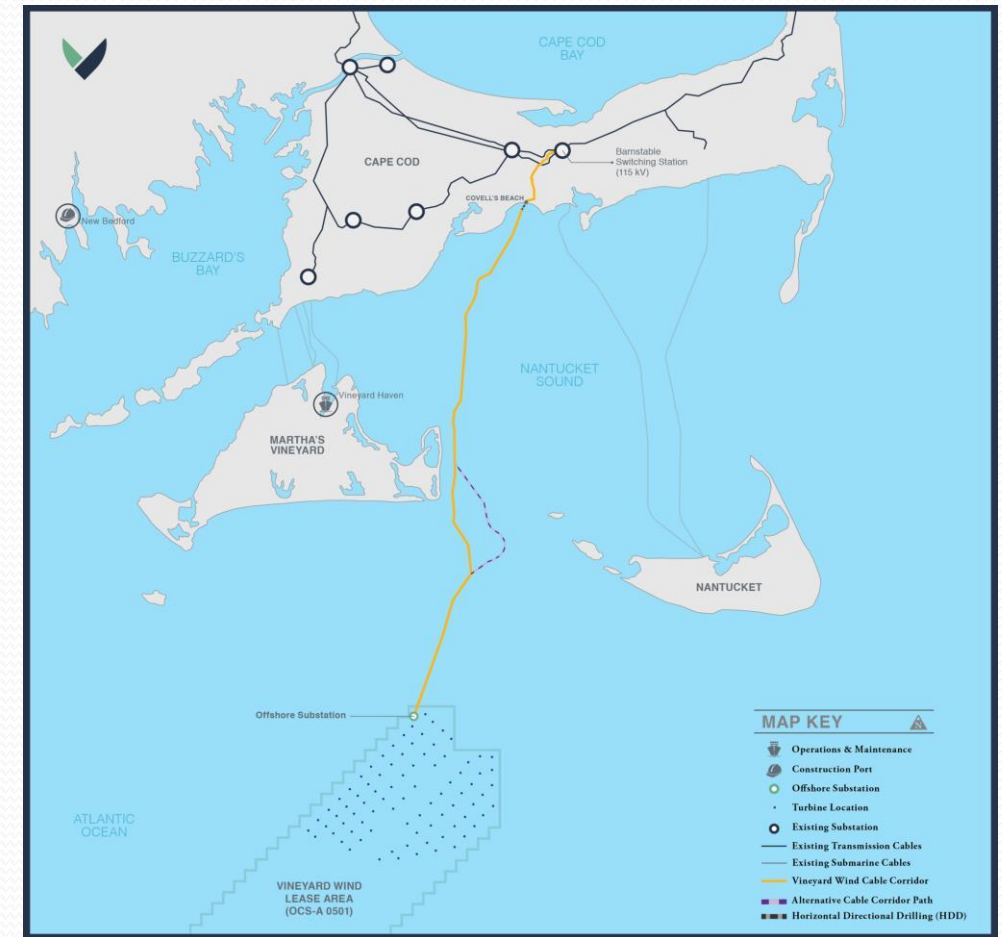 CAPE COD
BAY
Barnstable
Switching Station
(115 kV)
CAPE COD
COVELL'S BEACH
New Bedford
BUZZARD'S
BAY
NANTUCKET
SOUND
Vineyard Haven
MARTHA'S
VINEYARD
NANTUCKET
Offshore Substation
ATLANTIC
OCEAN
VINEYARD WIND
LEASE AREA
(OCS-A 0501)
MAP KEY
N
Operations & Maintenance
Construction Port
Offshore Substation
Turbine Location
Existing Substation
Existing Transmission Cables
Existing Submarine Cables
Vineyard Wind Cable Corridor
Alternative Cable Corridor Path
Horizontal Directional Drilling (HDD)